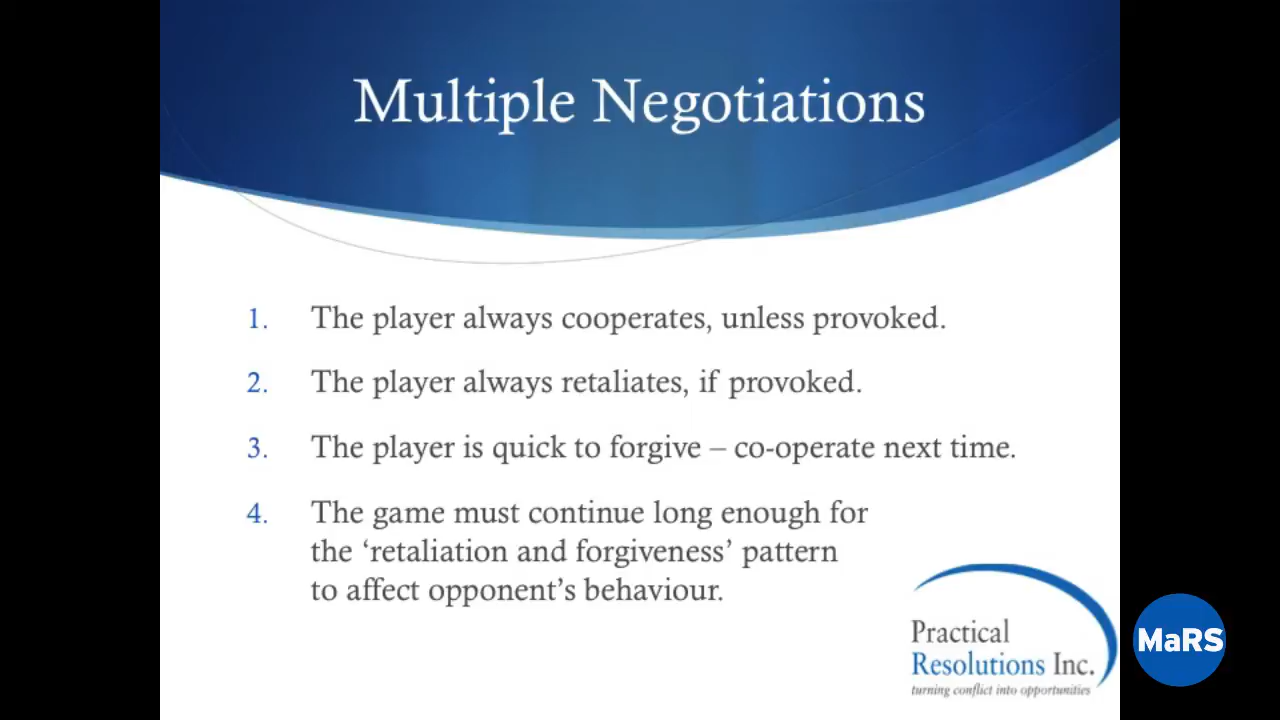 Multiple Negotiations
1. The player always cooperates, unless provoked.
2. The player always retaliates, if provoked.
3. The player is quick to forgive – co-operate next time.
4. The game must continue long enough for
the ‘retaliation and forgiveness’ pattern
to affect opponent’s behaviour.
Practical
Resolutions Inc.
turning conflict into opportunities
MaRS